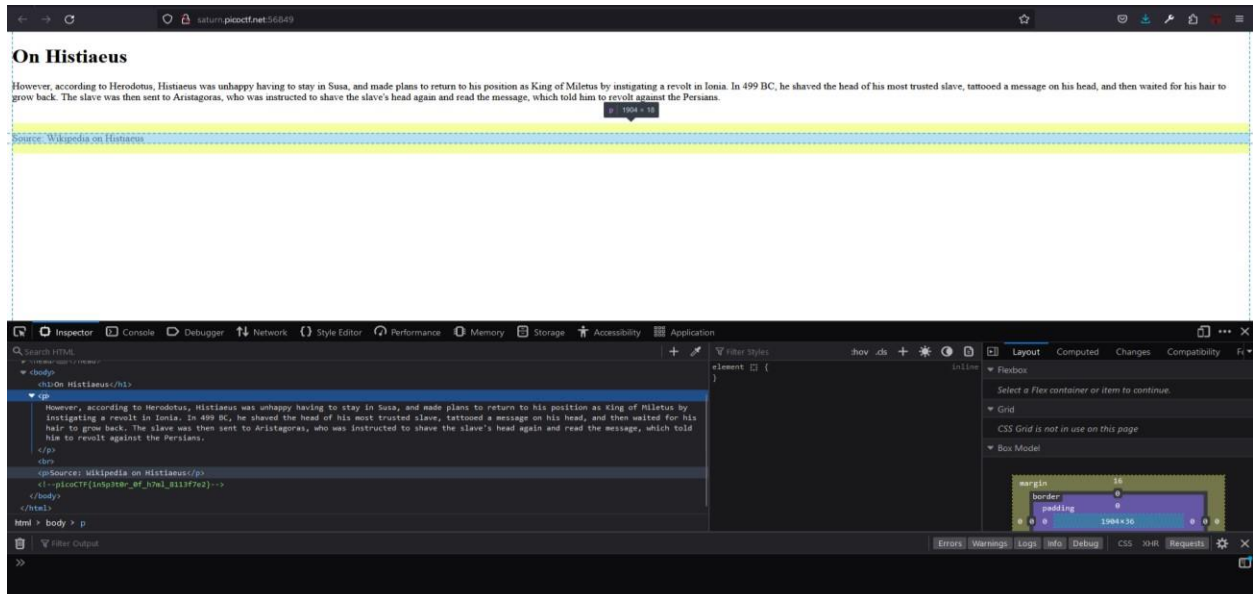 saturn.picoctf.net:56849
On Histiaeus
However, according to Herodotus, Histiaeus was unhappy having to stay in Susa, and made plans to return to his position as King of Miletus by instigating a revolt in Ionia. In 499 BC, he shaved the head of his most trusted slave, tattooed a message on his head, and then waited for his hair to
grow back. The slave was then sent to Aristagoras, who was instructed to shave the slave's head again and read the message, which told him to revolt against the Persians.
p 1904 × 18
Source: Wikipedia on Histiaeus
Inspector Console Debugger Network {} Style Editor Performance Memory Storage Accessibility Application
Search HTML
Filter Styles :hov .cls
Layout Computed Changes Compatibility
<body>
<h1>On Histiaeus</h1>
<p>
However, according to Herodotus, Histiaeus was unhappy having to stay in Susa, and made plans to return to his position as King of Miletus by
instigating a revolt in Ionia. In 499 BC, he shaved the head of his most trusted slave, tattooed a message on his head, and then waited for his
hair to grow back. The slave was then sent to Aristagoras, who was instructed to shave the slave's head again and read the message, which told
him to revolt against the Persians.
</p>
<br>
<p>Source: Wikipedia on Histiaeus</p>
<!--picoCTF{1n5p3t0r_0f_h7ml_8113f7e2}-->
</body>
</html>
html > body > p
element {
inline
}
Flexbox
Select a Flex container or item to continue.
Grid
CSS Grid is not in use on this page
Box Model
margin 16
border 0
padding 0
0 0 0 1904×36 0 0 0
Filter Output
Errors Warnings Logs Info Debug CSS XHR Requests
>>